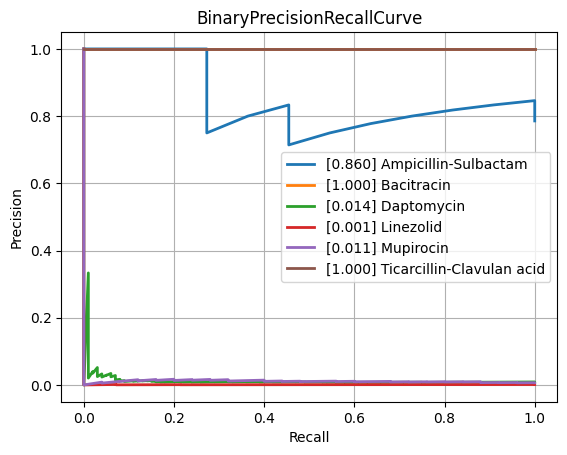 BinaryPrecisionRecallCurve
Precision
1.0
0.8
0.6
0.4
0.2
0.0
[0.860] Ampicillin-Sulbactam
[1.000] Bacitracin
[0.014] Daptomycin
[0.001] Linezolid
[0.011] Mupirocin
[1.000] Ticarcillin-Clavulan acid
0.0 0.2 0.4 0.6 0.8 1.0
Recall